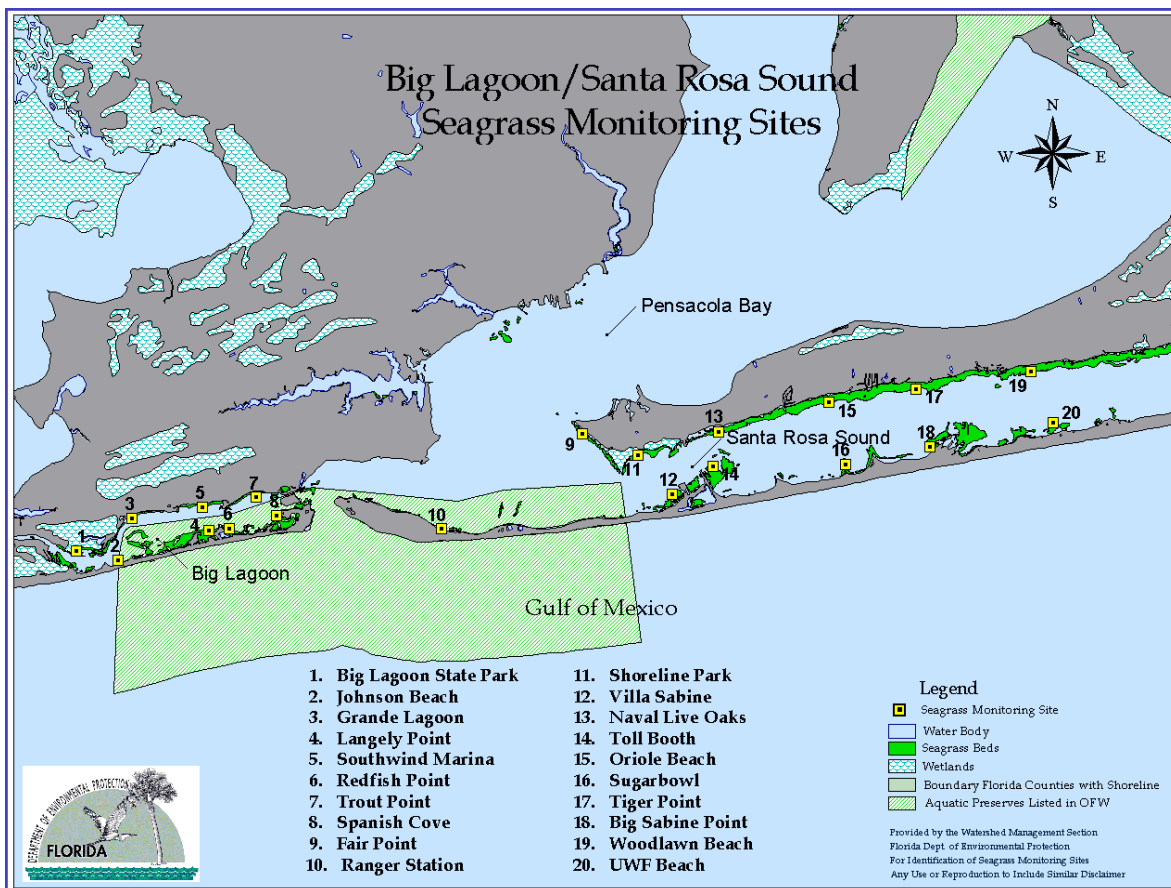 Big Lagoon/Santa Rosa Sound
Seagrass Monitoring Sites
N
W
E
S
Pensacola Bay
19
17
20
15
13
9
Santa Rosa Sound
18
11
16
14
12
7
5
3
8
10
4
6
1
2
Big Lagoon
Gulf of Mexico
1. Big Lagoon State Park
2. Johnson Beach
3. Grande Lagoon
4. Langely Point
5. Southwind Marina
6. Redfish Point
7. Trout Point
8. Spanish Cove
9. Fair Point
10. Ranger Station
11. Shoreline Park
12. Villa Sabine
13. Naval Live Oaks
14. Toll Booth
15. Oriole Beach
16. Sugarbowl
17. Tiger Point
18. Big Sabine Point
19. Woodlawn Beach
20. UWF Beach
Legend
Seagrass Monitoring Site
Water Body
Seagrass Beds
Wetlands
Boundary Florida Counties with Shoreline
Aquatic Preserves Listed in OFW
Provided by the Watershed Management Section
Florida Dept. of Environmental Protection
For Identification of Seagrass Monitoring Sites
Any Use or Reproduction to Include Similar Disclaimer
DEPARTMENT OF ENVIRONMENTAL PROTECTION
FLORIDA